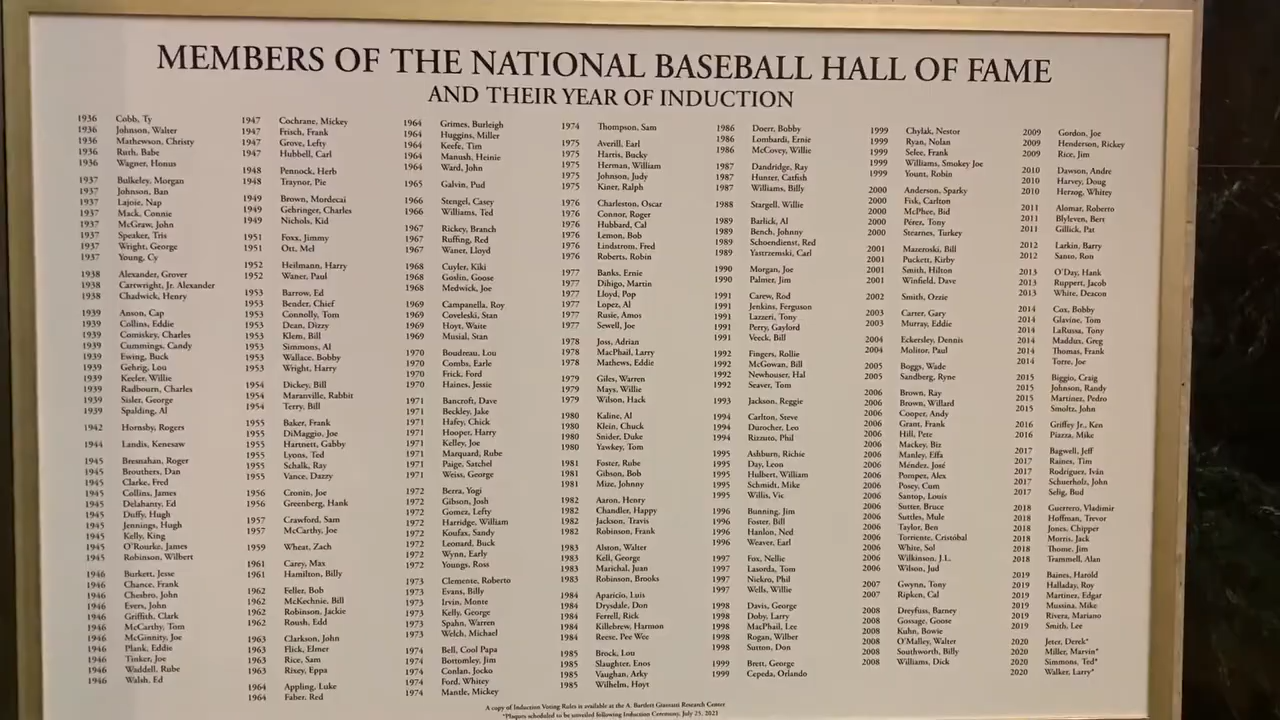 MEMBERS OF THE NATIONAL BASEBALL HALL OF FAME
AND THEIR YEAR OF INDUCTION
1936 Cobb, Ty
1936 Johnson, Walter
1936 Mathewson, Christy
1936 Ruth, Babe
1936 Wagner, Honus
1937 Bulkeley, Morgan
1937 Johnson, Ban
1937 Lajoie, Nap
1937 Mack, Connie
1937 McGraw, John
1937 Speaker, Tris
1937 Wright, George
1937 Young, Cy
1938 Alexander, Grover
1938 Cartwright, Jr. Alexander
1938 Chadwick, Henry
1939 Anson, Cap
1939 Collins, Eddie
1939 Comiskey, Charles
1939 Cummings, Candy
1939 Ewing, Buck
1939 Gehrig, Lou
1939 Keeler, Willie
1939 Radbourn, Charles
1939 Sisler, George
1939 Spalding, Al
1942 Hornsby, Rogers
1944 Landis, Kenesaw
1945 Bresnahan, Roger
1945 Brouthers, Dan
1945 Clarke, Fred
1945 Collins, James
1945 Delahanty, Ed
1945 Duffy, Hugh
1945 Jennings, Hugh
1945 Kelly, King
1945 O'Rourke, James
1945 Robinson, Wilbert
1946 Burkett, Jesse
1946 Chance, Frank
1946 Chesbro, John
1946 Evers, John
1946 Griffith, Clark
1946 McCarthy, Tom
1946 McGinnity, Joe
1946 Plank, Eddie
1946 Tinker, Joe
1946 Waddell, Rube
1946 Walsh, Ed
1947 Cochrane, Mickey
1947 Frisch, Frank
1947 Grove, Lefty
1947 Hubbell, Carl
1948 Pennock, Herb
1948 Traynor, Pie
1949 Brown, Mordecai
1949 Gehringer, Charles
1949 Nichols, Kid
1951 Foxx, Jimmy
1951 Ott, Mel
1952 Heilmann, Harry
1952 Waner, Paul
1953 Barrow, Ed
1953 Bender, Chief
1953 Connolly, Tom
1953 Dean, Dizzy
1953 Klem, Bill
1953 Simmons, Al
1953 Wallace, Bobby
1953 Wright, Harry
1954 Dickey, Bill
1954 Maranville, Rabbit
1954 Terry, Bill
1955 Baker, Frank
1955 DiMaggio, Joe
1955 Hartnett, Gabby
1955 Lyons, Ted
1955 Schalk, Ray
1955 Vance, Dazzy
1956 Cronin, Joe
1956 Greenberg, Hank
1957 Crawford, Sam
1957 McCarthy, Joe
1959 Wheat, Zach
1961 Carey, Max
1961 Hamilton, Billy
1962 Feller, Bob
1962 McKechnie, Bill
1962 Robinson, Jackie
1962 Roush, Edd
1963 Clarkson, John
1963 Flick, Elmer
1963 Rice, Sam
1963 Rixey, Eppa
1964 Appling, Luke
1964 Faber, Red
1964 Grimes, Burleigh
1964 Huggins, Miller
1964 Keefe, Tim
1964 Manush, Heinie
1964 Ward, John
1965 Galvin, Pud
1966 Stengel, Casey
1966 Williams, Ted
1967 Rickey, Branch
1967 Ruffing, Red
1967 Waner, Lloyd
1968 Cuyler, Kiki
1968 Goslin, Goose
1968 Medwick, Joe
1969 Campanella, Roy
1969 Coveleski, Stan
1969 Hoyt, Waite
1969 Musial, Stan
1970 Boudreau, Lou
1970 Combs, Earle
1970 Frick, Ford
1970 Haines, Jessie
1971 Bancroft, Dave
1971 Beckley, Jake
1971 Hafey, Chick
1971 Hooper, Harry
1971 Kelley, Joe
1971 Marquard, Rube
1971 Paige, Satchel
1971 Weiss, George
1972 Berra, Yogi
1972 Gibson, Josh
1972 Gomez, Lefty
1972 Harridge, William
1972 Koufax, Sandy
1972 Leonard, Buck
1972 Wynn, Early
1972 Youngs, Ross
1973 Clemente, Roberto
1973 Evans, Billy
1973 Irvin, Monte
1973 Kelly, George
1973 Spahn, Warren
1973 Welch, Michael
1974 Bell, Cool Papa
1974 Bottomley, Jim
1974 Conlan, Jocko
1974 Ford, Whitey
1974 Mantle, Mickey
1974 Thompson, Sam
1975 Averill, Earl
1975 Harris, Bucky
1975 Herman, William
1975 Johnson, Judy
1975 Kiner, Ralph
1976 Charleston, Oscar
1976 Connor, Roger
1976 Hubbard, Cal
1976 Lemon, Bob
1976 Lindstrom, Fred
1976 Roberts, Robin
1977 Banks, Ernie
1977 Dihigo, Martin
1977 Lloyd, Pop
1977 Lopez, Al
1977 Rusie, Amos
1977 Sewell, Joe
1978 Joss, Adrian
1978 MacPhail, Larry
1978 Mathews, Eddie
1979 Giles, Warren
1979 Mays, Willie
1979 Wilson, Hack
1980 Kaline, Al
1980 Klein, Chuck
1980 Snider, Duke
1980 Yawkey, Tom
1981 Foster, Rube
1981 Gibson, Bob
1981 Mize, Johnny
1982 Aaron, Henry
1982 Chandler, Happy
1982 Jackson, Travis
1982 Robinson, Frank
1983 Alston, Walter
1983 Kell, George
1983 Marichal, Juan
1983 Robinson, Brooks
1984 Aparicio, Luis
1984 Drysdale, Don
1984 Ferrell, Rick
1984 Killebrew, Harmon
1984 Reese, Pee Wee
1985 Brock, Lou
1985 Slaughter, Enos
1985 Vaughan, Arky
1985 Wilhelm, Hoyt
1986 Doerr, Bobby
1986 Lombardi, Ernie
1986 McCovey, Willie
1987 Dandridge, Ray
1987 Hunter, Catfish
1987 Williams, Billy
1988 Stargell, Willie
1989 Barlick, Al
1989 Bench, Johnny
1989 Schoendienst, Red
1989 Yastrzemski, Carl
1990 Morgan, Joe
1990 Palmer, Jim
1991 Carew, Rod
1991 Jenkins, Ferguson
1991 Lazzeri, Tony
1991 Perry, Gaylord
1991 Veeck, Bill
1992 Fingers, Rollie
1992 McGowan, Bill
1992 Newhouser, Hal
1992 Seaver, Tom
1993 Jackson, Reggie
1994 Carlton, Steve
1994 Durocher, Leo
1994 Rizzuto, Phil
1995 Ashburn, Richie
1995 Day, Leon
1995 Hulbert, William
1995 Schmidt, Mike
1995 Willis, Vic
1996 Bunning, Jim
1996 Foster, Bill
1996 Hanlon, Ned
1996 Weaver, Earl
1997 Fox, Nellie
1997 Lasorda, Tom
1997 Niekro, Phil
1997 Wells, Willie
1998 Davis, George
1998 Doby, Larry
1998 MacPhail, Lee
1998 Rogan, Wilber
1998 Sutton, Don
1999 Brett, George
1999 Cepeda, Orlando
1999 Chylak, Nestor
1999 Ryan, Nolan
1999 Selee, Frank
1999 Williams, Smokey Joe
1999 Yount, Robin
2000 Anderson, Sparky
2000 Fisk, Carlton
2000 McPhee, Bid
2000 Pérez, Tony
2000 Stearnes, Turkey
2001 Mazeroski, Bill
2001 Puckett, Kirby
2001 Smith, Hilton
2001 Winfield, Dave
2002 Smith, Ozzie
2003 Carter, Gary
2003 Murray, Eddie
2004 Eckersley, Dennis
2004 Molitor, Paul
2005 Boggs, Wade
2005 Sandberg, Ryne
2006 Brown, Ray
2006 Brown, Willard
2006 Cooper, Andy
2006 Grant, Frank
2006 Hill, Pete
2006 Mackey, Biz
2006 Manley, Effa
2006 Méndez, José
2006 Pompez, Alex
2006 Posey, Cum
2006 Santop, Louis
2006 Sutter, Bruce
2006 Suttles, Mule
2006 Taylor, Ben
2006 Torriente, Cristóbal
2006 White, Sol
2006 Wilkinson, J.L.
2006 Wilson, Jud
2007 Gwynn, Tony
2007 Ripken, Cal
2008 Dreyfuss, Barney
2008 Gossage, Goose
2008 Kuhn, Bowie
2008 O'Malley, Walter
2008 Southworth, Billy
2008 Williams, Dick
2009 Gordon, Joe
2009 Henderson, Rickey
2009 Rice, Jim
2010 Dawson, Andre
2010 Harvey, Doug
2010 Herzog, Whitey
2011 Alomar, Roberto
2011 Blyleven, Bert
2011 Gillick, Pat
2012 Larkin, Barry
2012 Santo, Ron
2013 O'Day, Hank
2013 Ruppert, Jacob
2013 White, Deacon
2014 Cox, Bobby
2014 Glavine, Tom
2014 LaRussa, Tony
2014 Maddux, Greg
2014 Thomas, Frank
2014 Torre, Joe
2015 Biggio, Craig
2015 Johnson, Randy
2015 Martínez, Pedro
2015 Smoltz, John
2016 Griffey Jr., Ken
2016 Piazza, Mike
2017 Bagwell, Jeff
2017 Raines, Tim
2017 Rodríguez, Iván
2017 Schuerholz, John
2017 Selig, Bud
2018 Guerrero, Vladimir
2018 Hoffman, Trevor
2018 Jones, Chipper
2018 Morris, Jack
2018 Thome, Jim
2018 Trammell, Alan
2019 Baines, Harold
2019 Halladay, Roy
2019 Martinez, Edgar
2019 Mussina, Mike
2019 Rivera, Mariano
2019 Smith, Lee
2020 Jeter, Derek*
2020 Miller, Marvin*
2020 Simmons, Ted*
2020 Walker, Larry*
A copy of Induction Voting Rules is available at the A. Bartlett Giamatti Research Center
*Plaques scheduled to be unveiled following Induction Ceremony, July 25, 2021